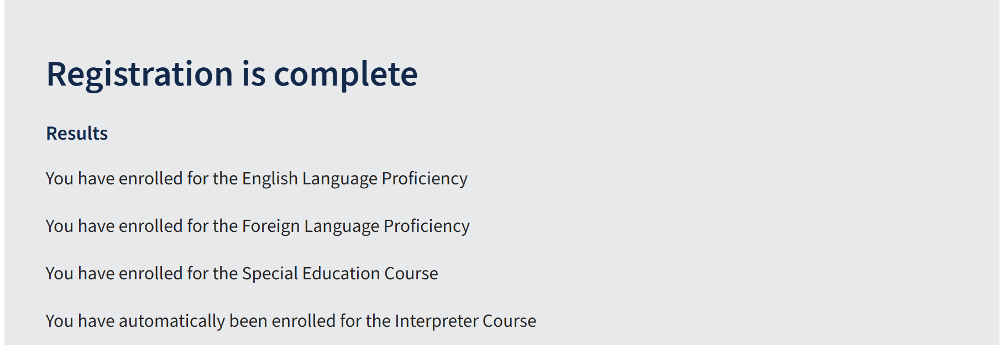 Registration is complete
Results
You have enrolled for the English Language Proficiency
You have enrolled for the Foreign Language Proficiency
You have enrolled for the Special Education Course
You have automatically been enrolled for the Interpreter Course